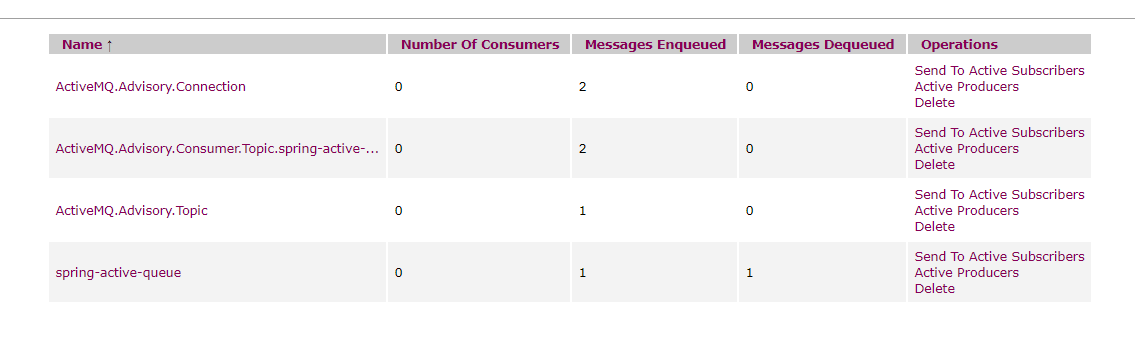 Name ↑ Number Of Consumers Messages Enqueued Messages Dequeued Operations
ActiveMQ.Advisory.Connection 0 2 0 Send To Active Subscribers
Active Producers
Delete
ActiveMQ.Advisory.Consumer.Topic.spring-active-... 0 2 0 Send To Active Subscribers
Active Producers
Delete
ActiveMQ.Advisory.Topic 0 1 0 Send To Active Subscribers
Active Producers
Delete
spring-active-queue 0 1 1 Send To Active Subscribers
Active Producers
Delete